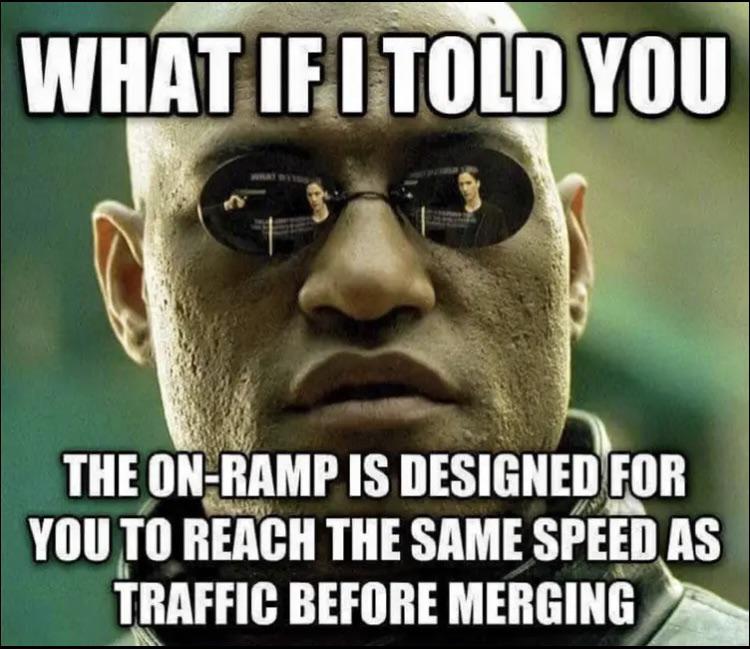 WHAT IF I TOLD YOU
THE ON-RAMP IS DESIGNED FOR
YOU TO REACH THE SAME SPEED AS
TRAFFIC BEFORE MERGING